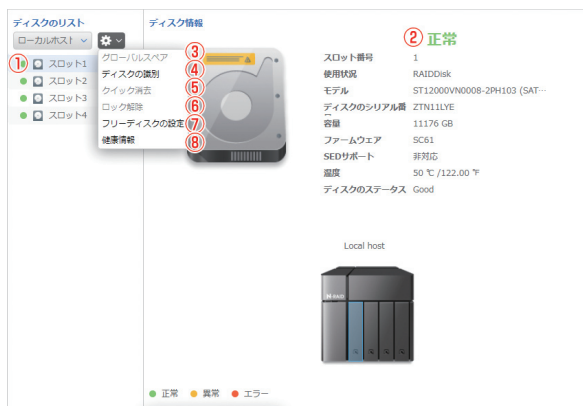 ディスクのリスト
ディスク情報
ローカルホスト
② 正常
① スロット1
スロット2
スロット3
スロット4
グローバルスペア ③
ディスクの識別 ④
クイック消去 ⑤
ロック解除 ⑥
フリーディスクの設定 ⑦
健康情報 ⑧
スロット番号 1
使用状況 RAIDDisk
モデル ST12000VN0008-2PH103 (SAT…
ディスクのシリアル番 ZTN11LYE
容量 11176 GB
ファームウェア SC61
SEDサポート 非対応
温度 50 ℃ /122.00 ℉
ディスクのステータス Good
Local host
正常 異常 エラー